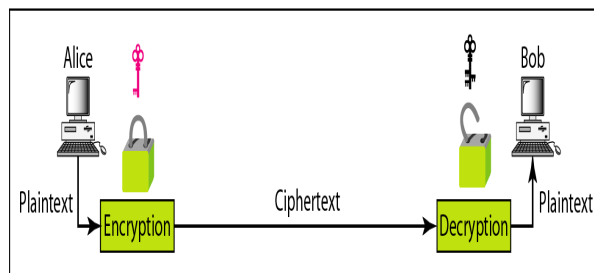 Alice
Bob
Plaintext
Encryption
Ciphertext
Decryption
Plaintext